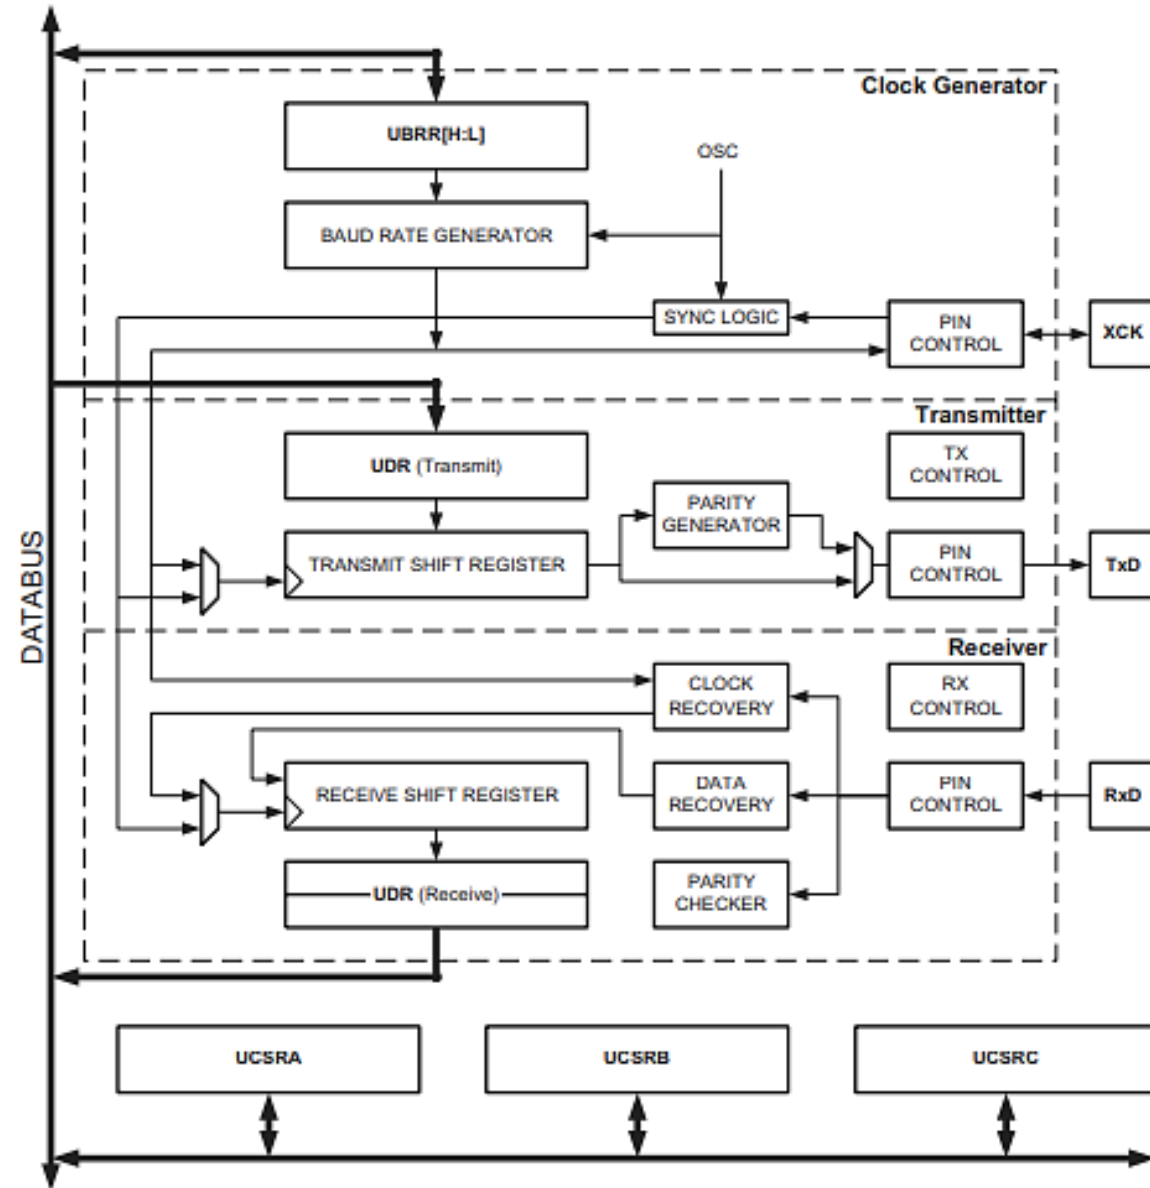 Clock Generator
UBRR[H:L]
OSC
BAUD RATE GENERATOR
SYNC LOGIC
PIN
CONTROL
XCK
Transmitter
UDR (Transmit)
TX
CONTROL
PARITY
GENERATOR
TRANSMIT SHIFT REGISTER
PIN
CONTROL
TxD
DATABUS
Receiver
CLOCK
RECOVERY
RX
CONTROL
RECEIVE SHIFT REGISTER
DATA
RECOVERY
PIN
CONTROL
RxD
UDR (Receive)
PARITY
CHECKER
UCSRA
UCSRB
UCSRC